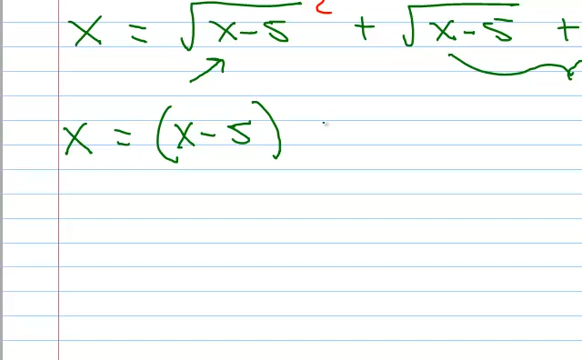 x = √(x-5)² + √(x-5) +
x = (x-5)